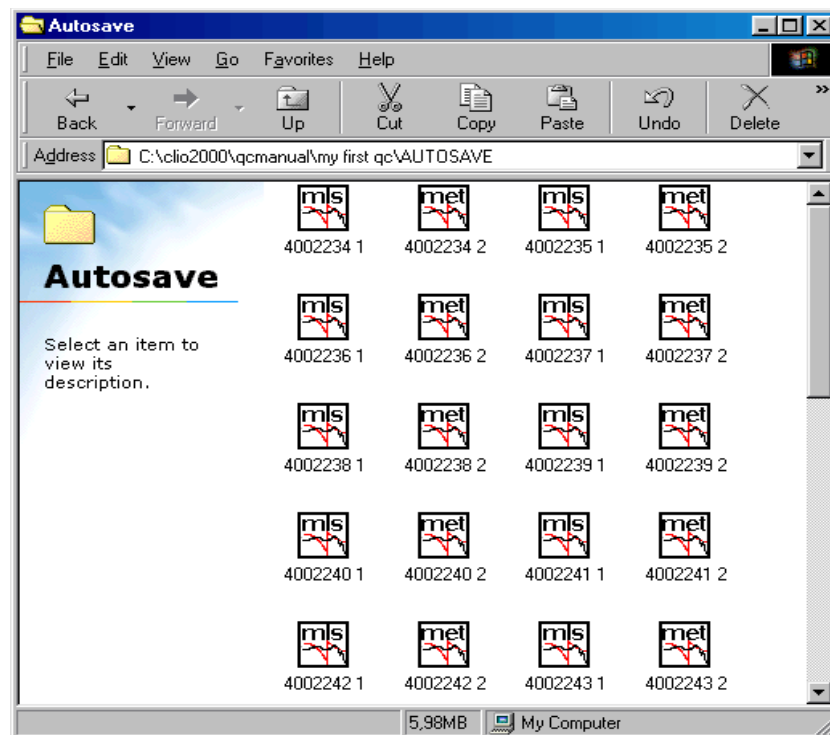 Autosave
File Edit View Go Favorites Help
Back Forward Up Cut Copy Paste Undo Delete »
Address C:\clio2000\qcmanual\my first qc\AUTOSAVE
Autosave
Select an item to
view its
description.
mls met mls met
4002234 1 4002234 2 4002235 1 4002235 2
mls met mls met
4002236 1 4002236 2 4002237 1 4002237 2
mls met mls met
4002238 1 4002238 2 4002239 1 4002239 2
mls met mls met
4002240 1 4002240 2 4002241 1 4002241 2
mls met mls met
4002242 1 4002242 2 4002243 1 4002243 2
5,98MB My Computer